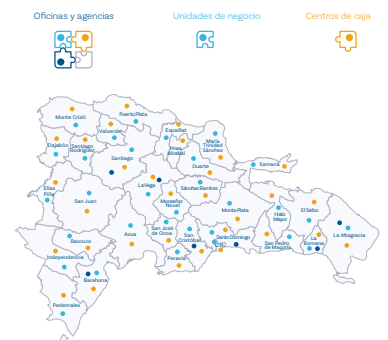 Oficinas y agencias
Unidades de negocio
Centros de caja
Puerto Plata
Monte Cristi
Valverde
Espaillat
Dajabón
Santiago
Rodríguez
Santiago
Hnas.
Mirabal
María
Trinidad
Sánchez
Duarte
Samaná
Elías
Piña
La Vega
Sánchez Ramírez
San Juan
Monseñor
Nouel
Monte Plata
Hato
Mayor
El Seibo
Azua
San José
de Ocoa
San
Cristóbal
Santo Domingo
D.N.
San Pedro
de Macorís
La
Romana
La Altagracia
Baoruco
Independencia
Peravia
Barahona
Pedernales